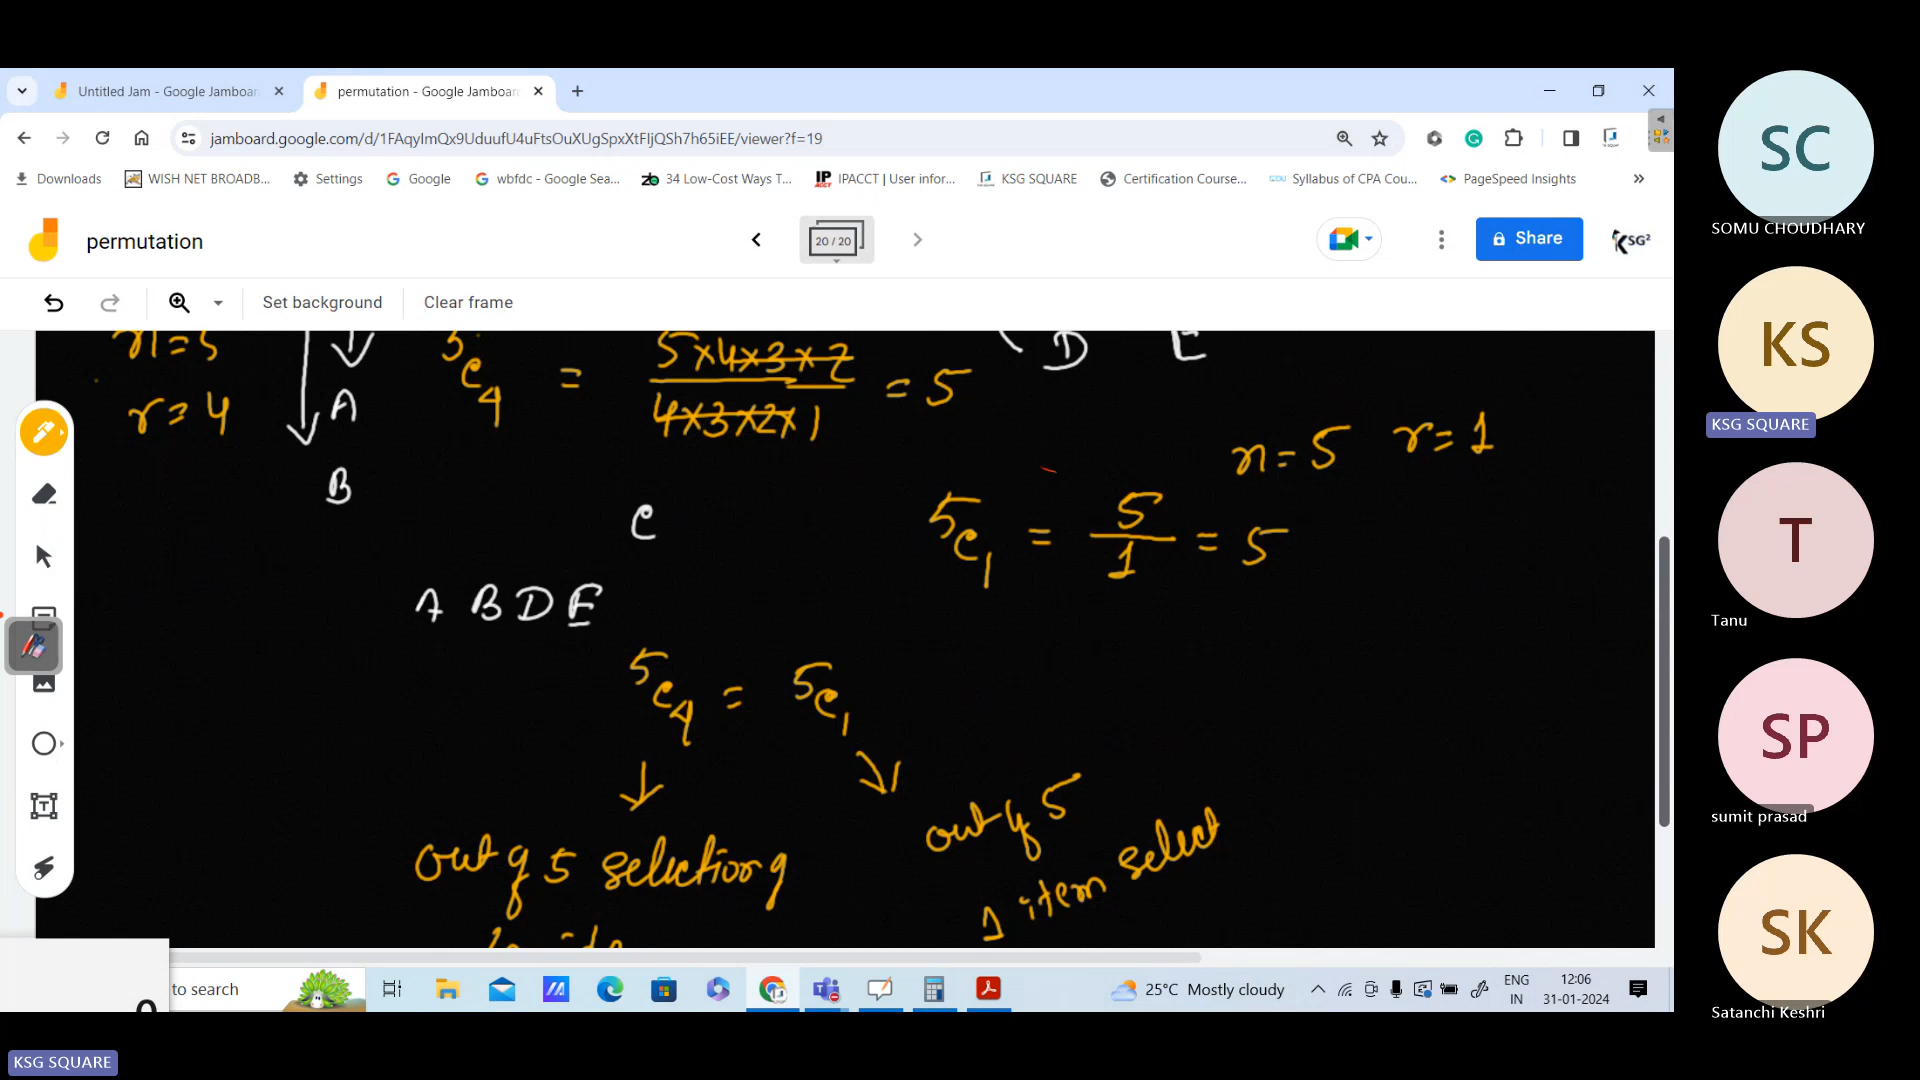 Untitled Jam - Google Jamboar
permutation - Google Jamboar
jamboard.google.com/d/1FAqyImQx9UduufU4uFtsOuXUgSpxXtFIjQSh7h65iEE/viewer?f=19
Downloads
WISH NET BROADB...
Settings
Google
wbfdc - Google Sea...
34 Low-Cost Ways T...
IPACCT | User infor...
KSG SQUARE
Certification Course...
Syllabus of CPA Cou...
PageSpeed Insights
permutation
20 / 20
Share
KSG²
Set background
Clear frame
n=5
r=4
A
B
5C4 = 5×4×3×2 / 4×3×2×1 = 5
D E
n=5 r=1
C
5C1 = 5/1 = 5
A B D E
5C4 = 5C1
out of 5 selection of
out of 5
1 item select
to search
25°C Mostly cloudy
ENG
IN
12:06
31-01-2024
SC
SOMU CHOUDHARY
KS
KSG SQUARE
T
Tanu
SP
sumit prasad
SK
Satanchi Keshri
KSG SQUARE